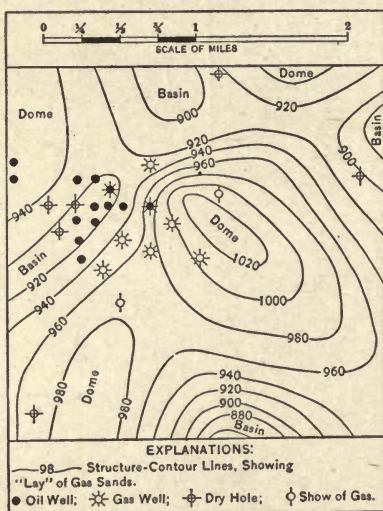 0 ¼ ½ ¾ 1 2
SCALE OF MILES
Dome
Basin
920
Dome
900
920
940
960
Basin
900
940
Basin
920
940
960
Dome
1020
1000
980
960
980
Dome
980
940
920
900
880
Basin
EXPLANATIONS:
98 Structure-Contour Lines, Showing
"Lay" of Gas Sands.
Oil Well; Gas Well; Dry Hole; Show of Gas.